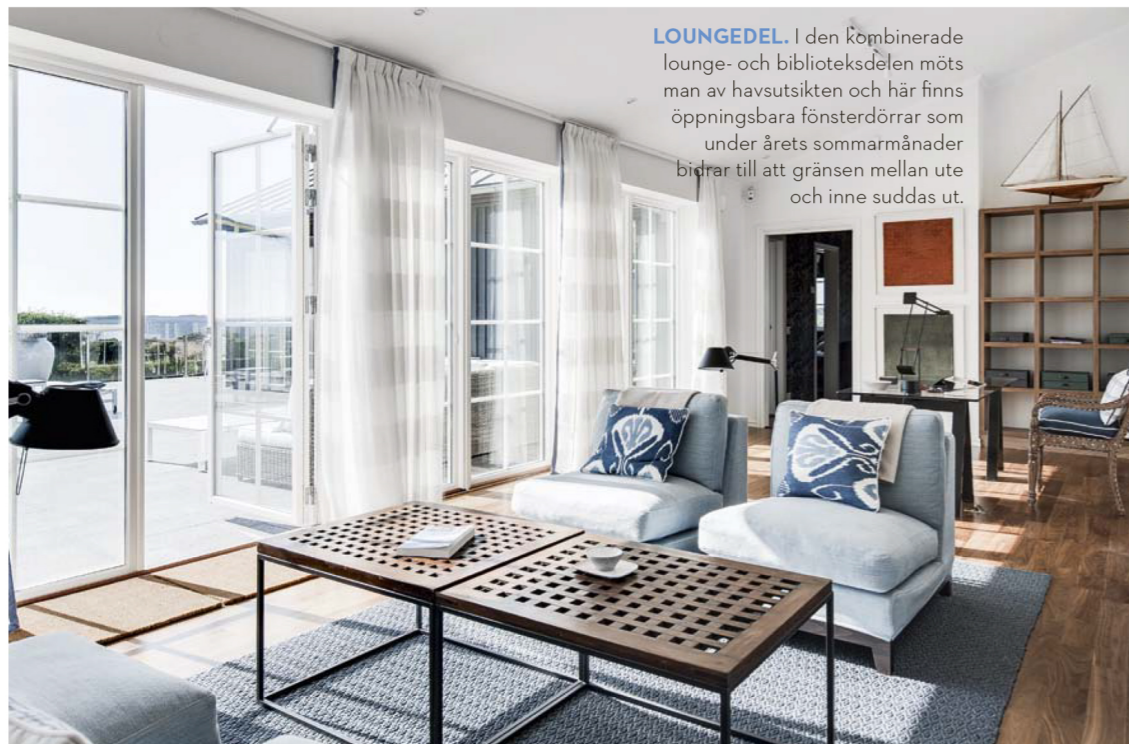 LOUNGEDEL. I den kombinerade
lounge- och biblioteksdelen möts
man av havsutsikten och här finns
öppningsbara fönsterdörrar som
under årets sommarmånader
bidrar till att gränsen mellan ute
och inne suddas ut.